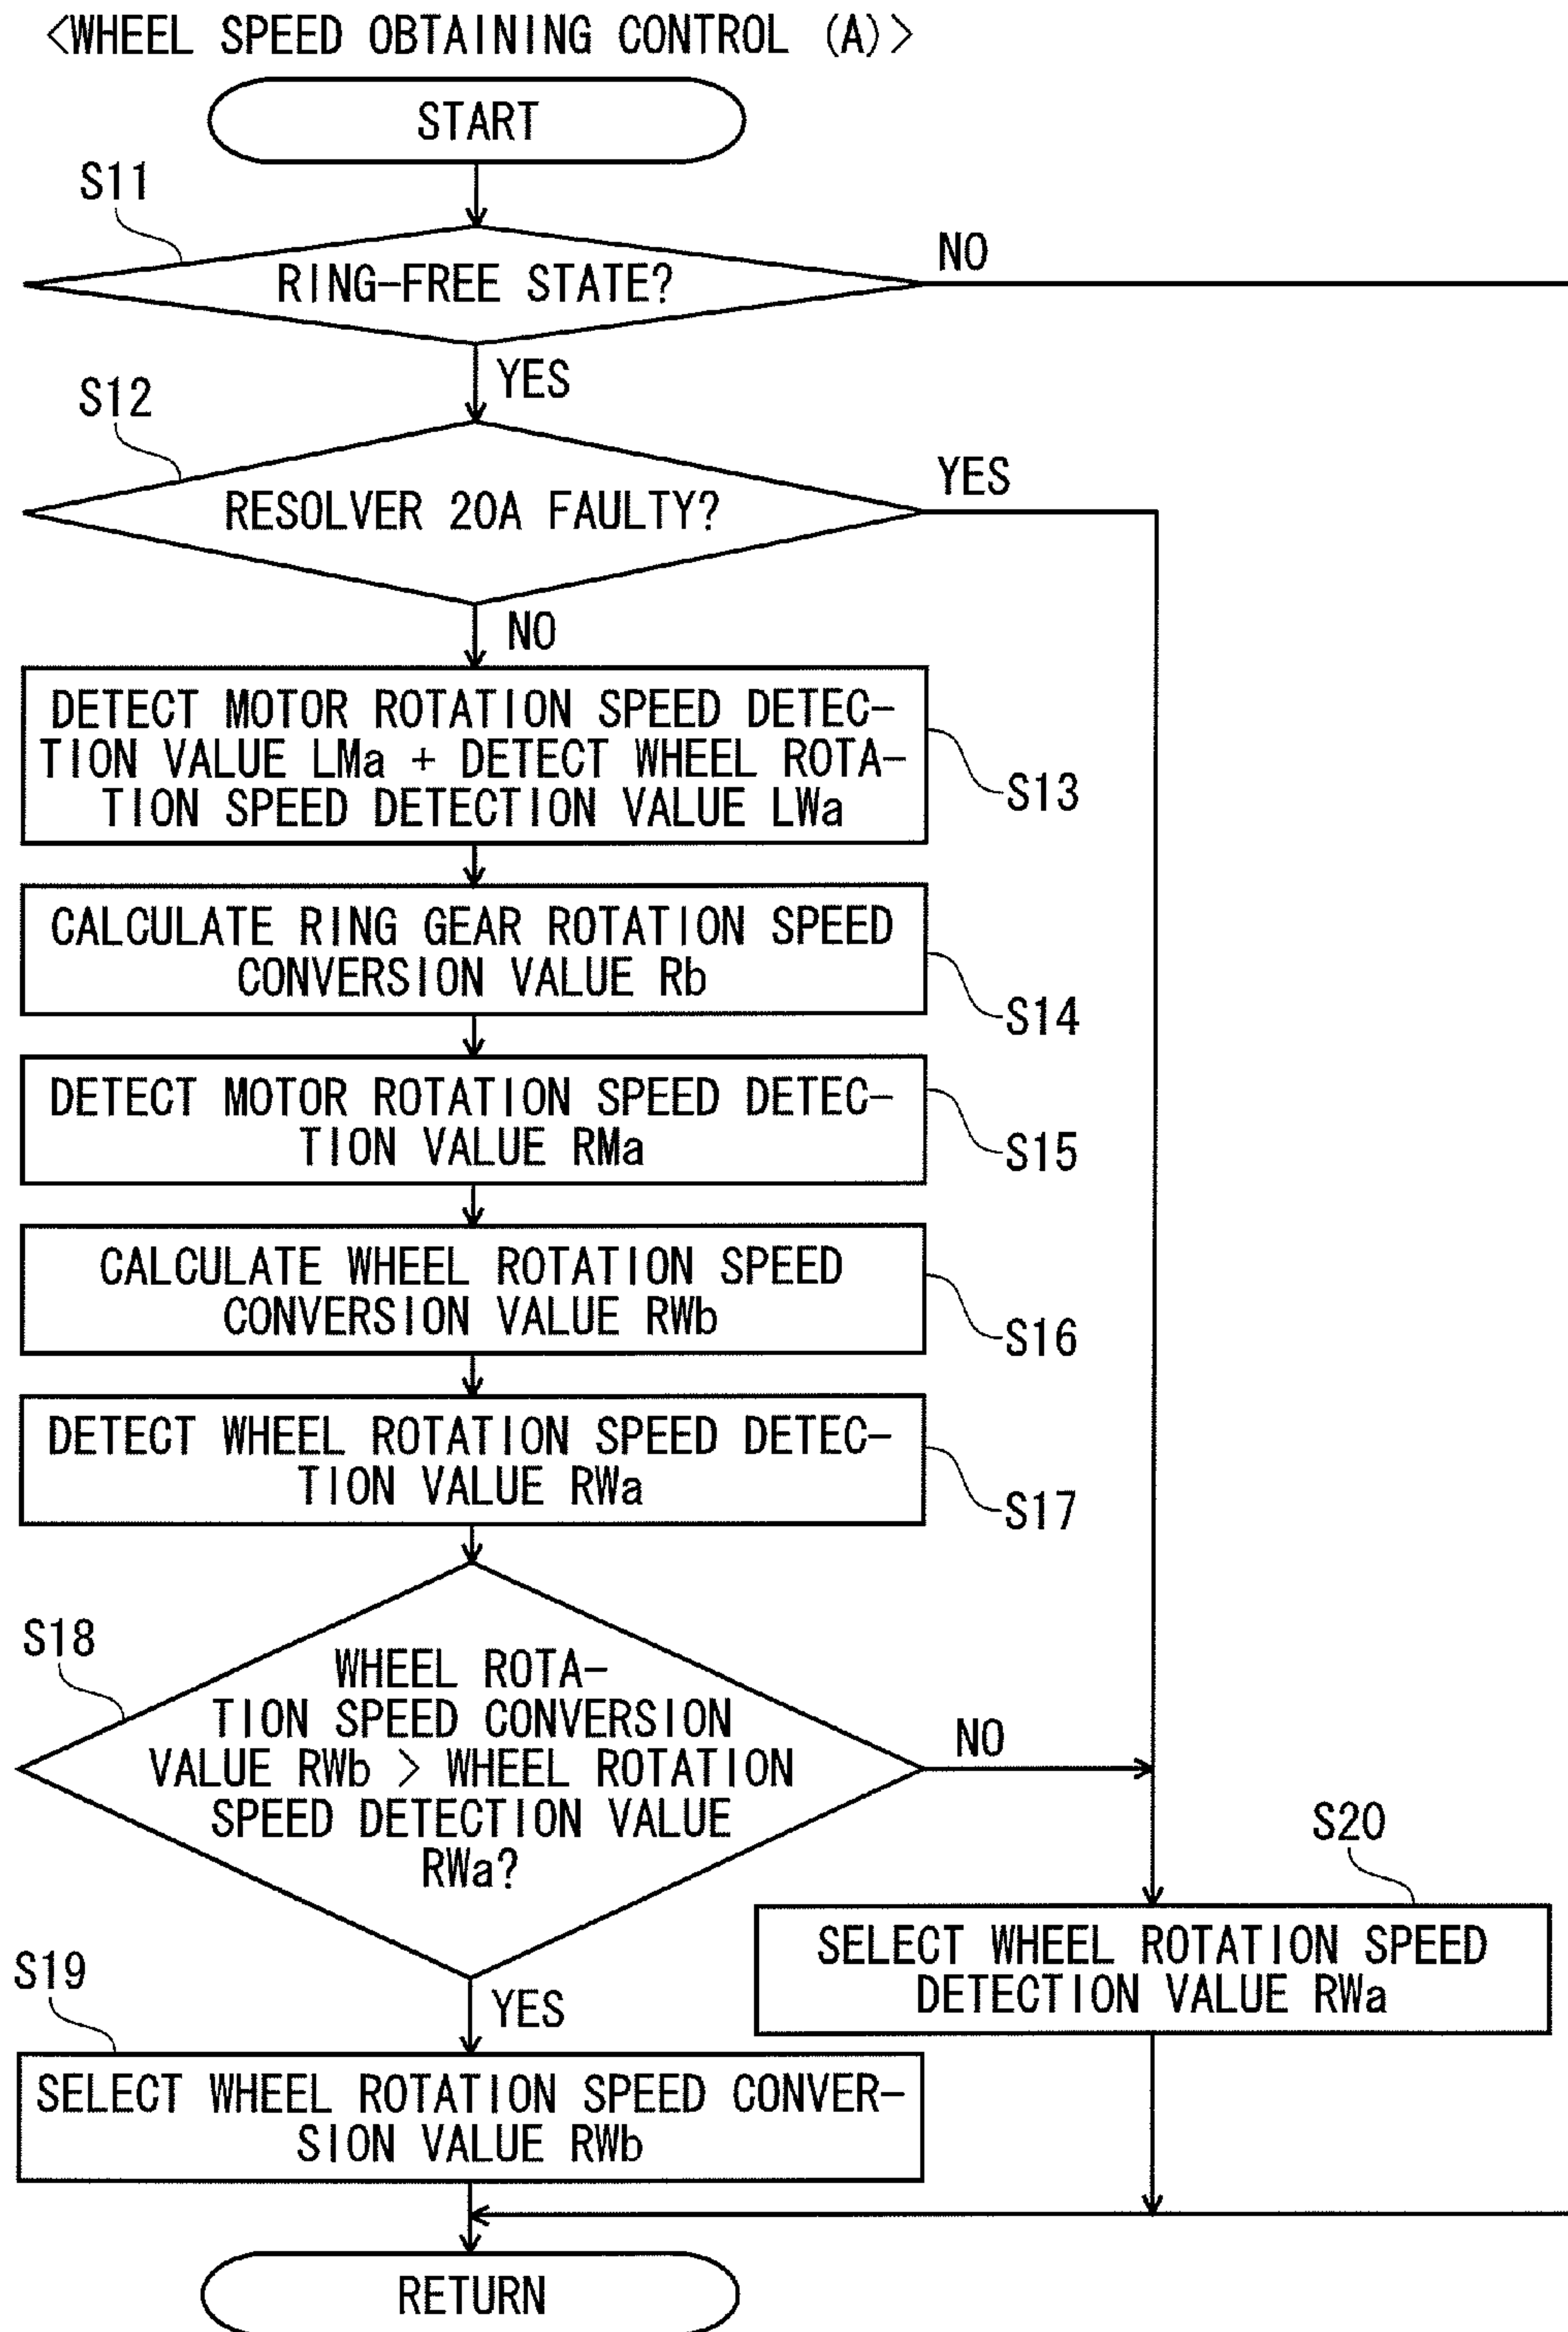 <WHEEL SPEED OBTAINING CONTROL (A)>
START
S11
RING-FREE STATE?
NO
YES
S12
RESOLVER 20A FAULTY?
YES
NO
DETECT MOTOR ROTATION SPEED DETEC-
TION VALUE LMa + DETECT WHEEL ROTA-
TION SPEED DETECTION VALUE LWa
S13
CALCULATE RING GEAR ROTATION SPEED
CONVERSION VALUE Rb
S14
DETECT MOTOR ROTATION SPEED DETEC-
TION VALUE RMa
S15
CALCULATE WHEEL ROTATION SPEED
CONVERSION VALUE RWb
S16
DETECT WHEEL ROTATION SPEED DETEC-
TION VALUE RWa
S17
S18
WHEEL ROTA-
TION SPEED CONVERSION
VALUE RWb > WHEEL ROTATION
SPEED DETECTION VALUE
RWa?
NO
YES
S20
SELECT WHEEL ROTATION SPEED
DETECTION VALUE RWa
S19
SELECT WHEEL ROTATION SPEED CONVER-
SION VALUE RWb
RETURN